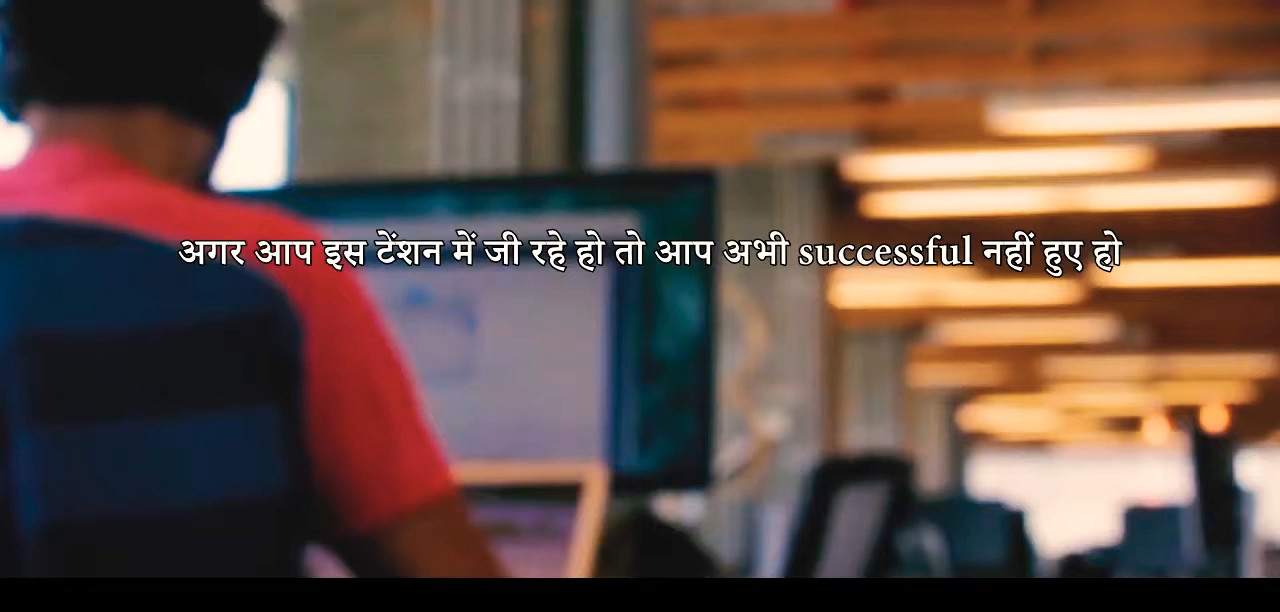 अगर आप इस टेंशन में जी रहे हो तो आप अभी successful नहीं हुए हो